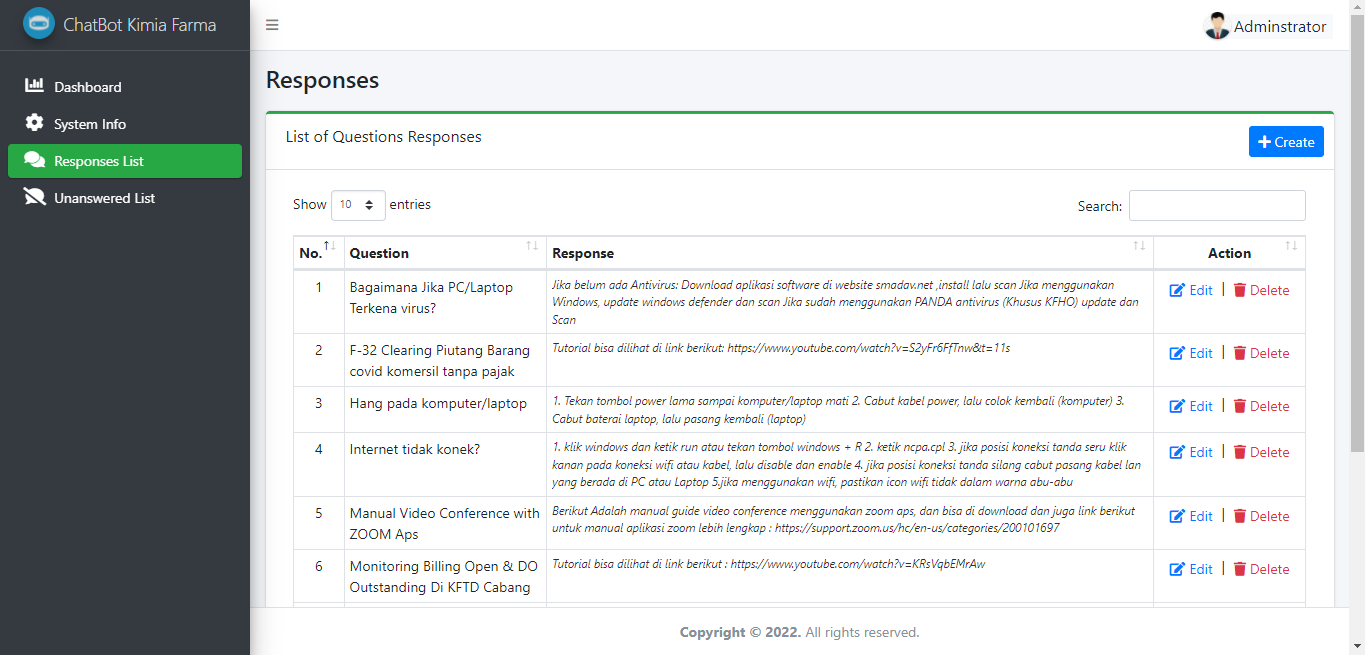 ChatBot Kimia Farma
Adminstrator
Dashboard
System Info
Responses List
Unanswered List
Responses
List of Questions Responses
Create
Show 10 entries
Search:
No. Question Response Action
1
Bagaimana Jika PC/Laptop
Terkena virus?
Jika belum ada Antivirus: Download aplikasi software di website smadav.net ,install lalu scan Jika menggunakan
Windows, update windows defender dan scan Jika sudah menggunakan PANDA antivirus (Khusus KFHO) update dan
Scan
Edit | Delete
2
F-32 Clearing Piutang Barang
covid komersil tanpa pajak
Tutorial bisa dilihat di link berikut: https://www.youtube.com/watch?v=S2yFr6FfTnw&t=11s
Edit | Delete
3
Hang pada komputer/laptop
1. Tekan tombol power lama sampai komputer/laptop mati 2. Cabut kabel power, lalu colok kembali (komputer) 3.
Cabut baterai laptop, lalu pasang kembali (laptop)
Edit | Delete
4
Internet tidak konek?
1. klik windows dan ketik run atau tekan tombol windows + R 2. ketik ncpa.cpl 3. jika posisi koneksi tanda seru klik
kanan pada koneksi wifi atau kabel, lalu disable dan enable 4. jika posisi koneksi tanda silang cabut pasang kabel lan
yang berada di PC atau Laptop 5.jika menggunakan wifi, pastikan icon wifi tidak dalam warna abu-abu
Edit | Delete
5
Manual Video Conference with
ZOOM Aps
Berikut Adalah manual guide video conference menggunakan zoom aps, dan bisa di download dan juga link berikut
untuk manual aplikasi zoom lebih lengkap : https://support.zoom.us/hc/en-us/categories/200101697
Edit | Delete
6
Monitoring Billing Open & DO
Outstanding Di KFTD Cabang
Tutorial bisa dilihat di link berikut : https://www.youtube.com/watch?v=KRsVqbEMrAw
Edit | Delete
Copyright © 2022. All rights reserved.